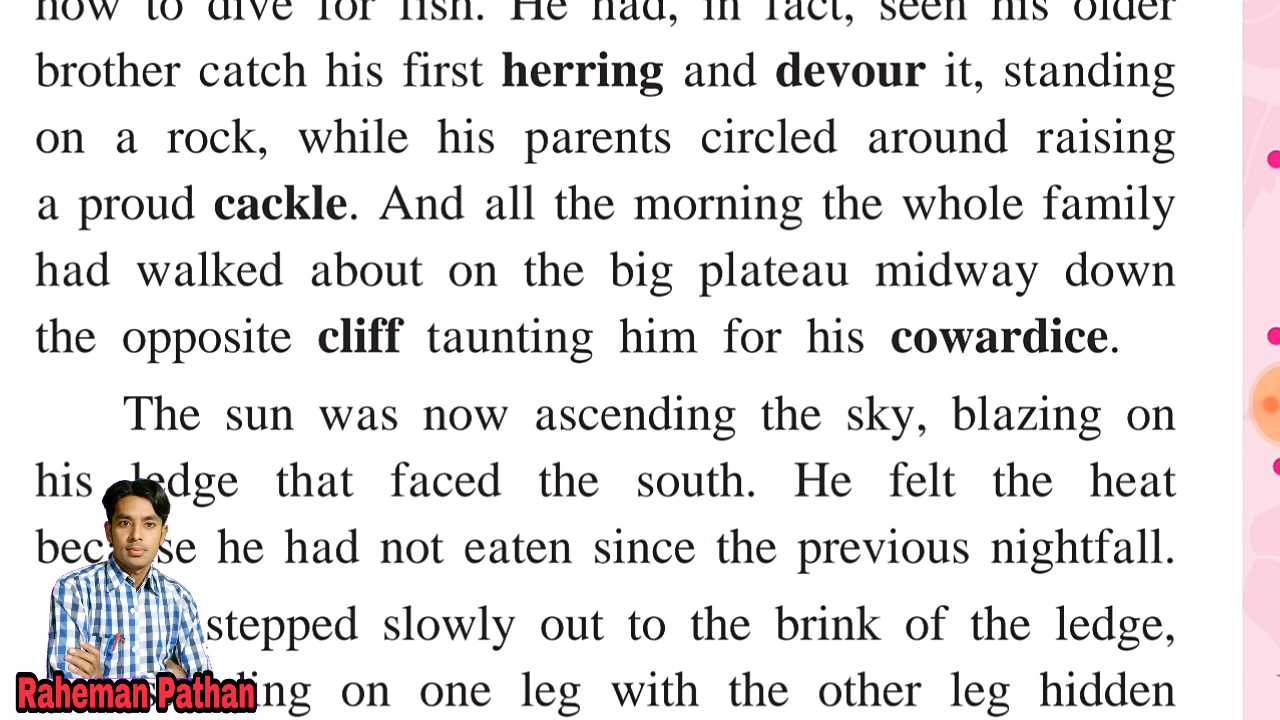 how to dive for fish. He had, in fact, seen his older
brother catch his first herring and devour it, standing
on a rock, while his parents circled around raising
a proud cackle. And all the morning the whole family
had walked about on the big plateau midway down
the opposite cliff taunting him for his cowardice.
The sun was now ascending the sky, blazing on
his ledge that faced the south. He felt the heat
because he had not eaten since the previous nightfall.
stepped slowly out to the brink of the ledge,
on one leg with the other leg hidden
Raheman Pathan